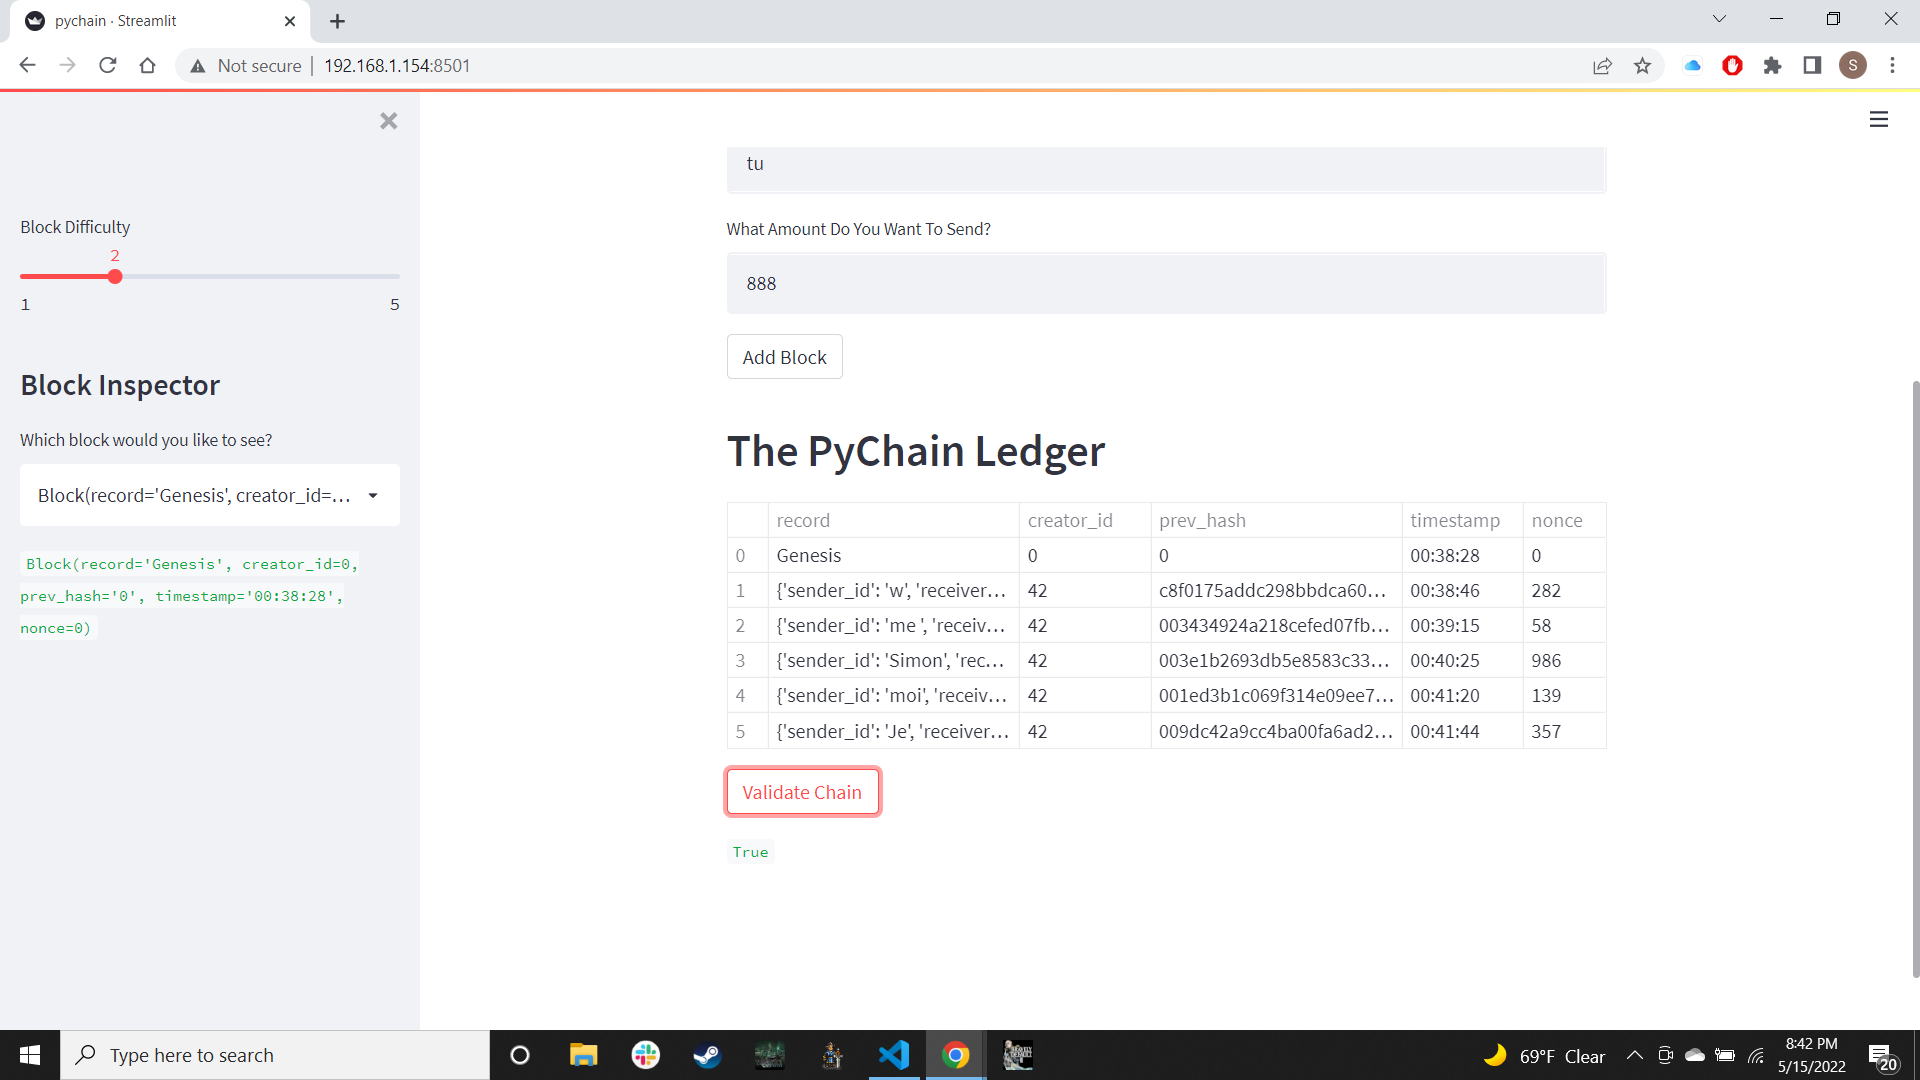 pychain · Streamlit
Not secure 192.168.1.154:8501
S
Block Difficulty
2
1 5
Block Inspector
Which block would you like to see?
Block(record='Genesis', creator_id=...
Block(record='Genesis', creator_id=0,
prev_hash='0', timestamp='00:38:28',
nonce=0)
tu
What Amount Do You Want To Send?
888
Add Block
The PyChain Ledger
record creator_id prev_hash timestamp nonce
0 Genesis 0 0 00:38:28 0
1 {'sender_id': 'w', 'receiver... 42 c8f0175addc298bbdca60... 00:38:46 282
2 {'sender_id': 'me ', 'receiv... 42 003434924a218cefed07fb... 00:39:15 58
3 {'sender_id': 'Simon', 'rec... 42 003e1b2693db5e8583c33... 00:40:25 986
4 {'sender_id': 'moi', 'receiv... 42 001ed3b1c069f314e09ee7... 00:41:20 139
5 {'sender_id': 'Je', 'receiver... 42 009dc42a9cc4ba00fa6ad2... 00:41:44 357
Validate Chain
True
Type here to search
69°F Clear
8:42 PM
5/15/2022
20